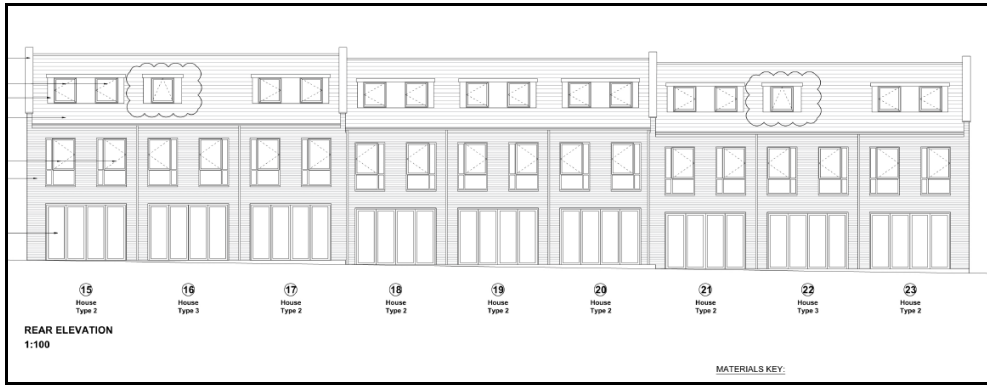 15 16 17 18 19 20 21 22 23
House House House House House House House House House
Type 2 Type 3 Type 2 Type 2 Type 2 Type 2 Type 2 Type 3 Type 2
REAR ELEVATION
1:100
MATERIALS KEY: